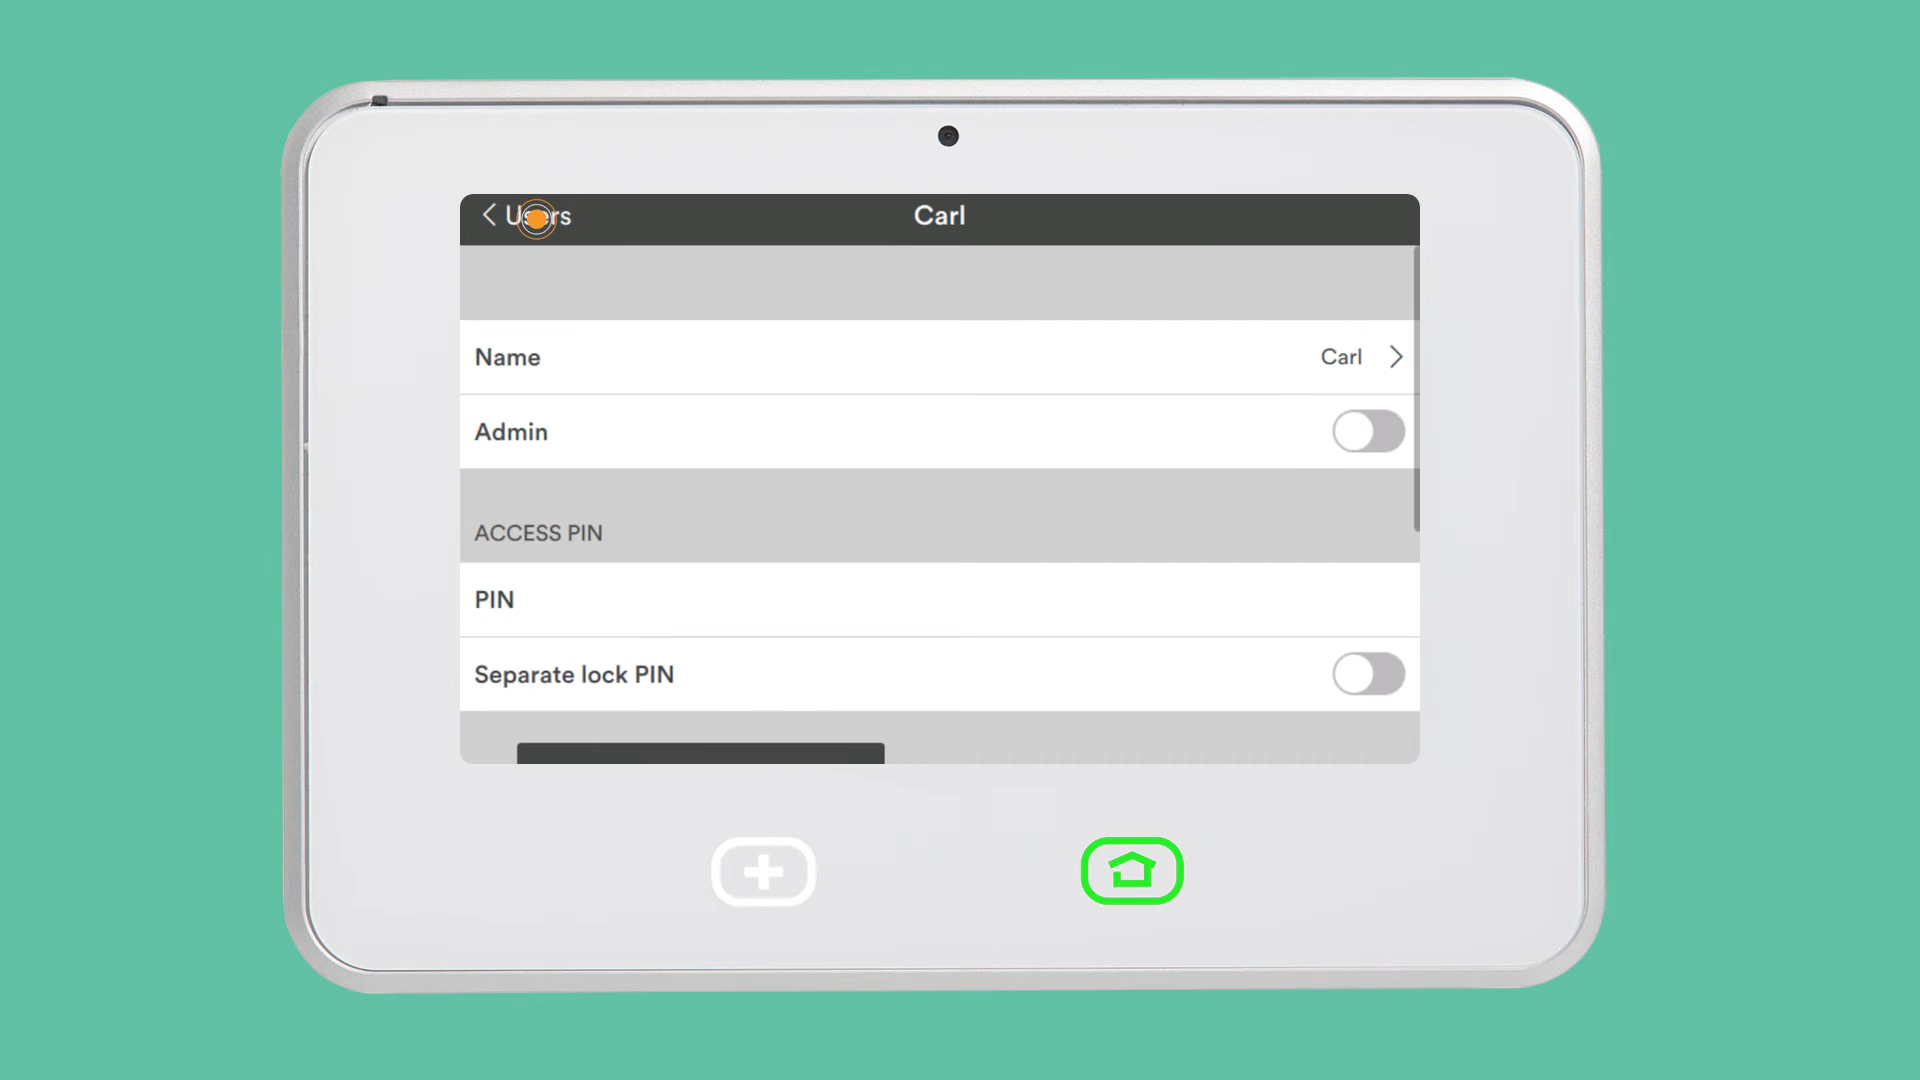 Users
Carl
Name
Carl
Admin
ACCESS PIN
PIN
Separate lock PIN